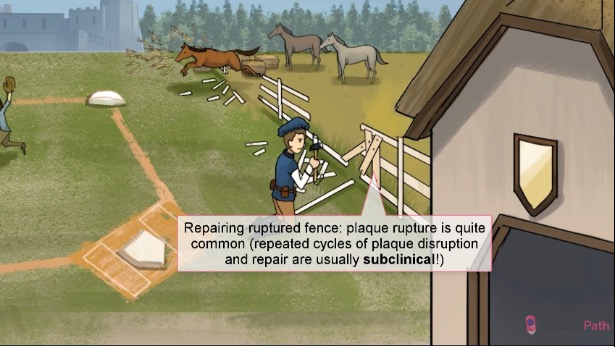 Repairing ruptured fence: plaque rupture is quite
common (repeated cycles of plaque disruption
and repair are usually subclinical!)
Path